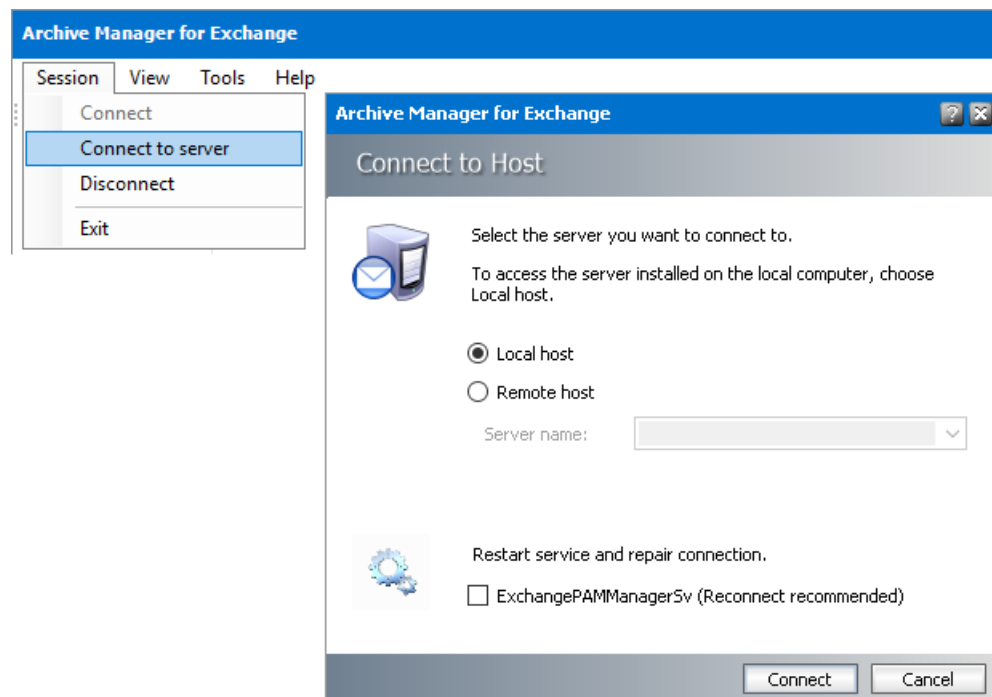 Archive Manager for Exchange
Session View Tools Help
Connect
Connect to server
Disconnect
Exit
Archive Manager for Exchange
Connect to Host
Select the server you want to connect to.
To access the server installed on the local computer, choose
Local host.
Local host
Remote host
Server name:
Restart service and repair connection.
ExchangePAMManagerSv (Reconnect recommended)
Connect Cancel